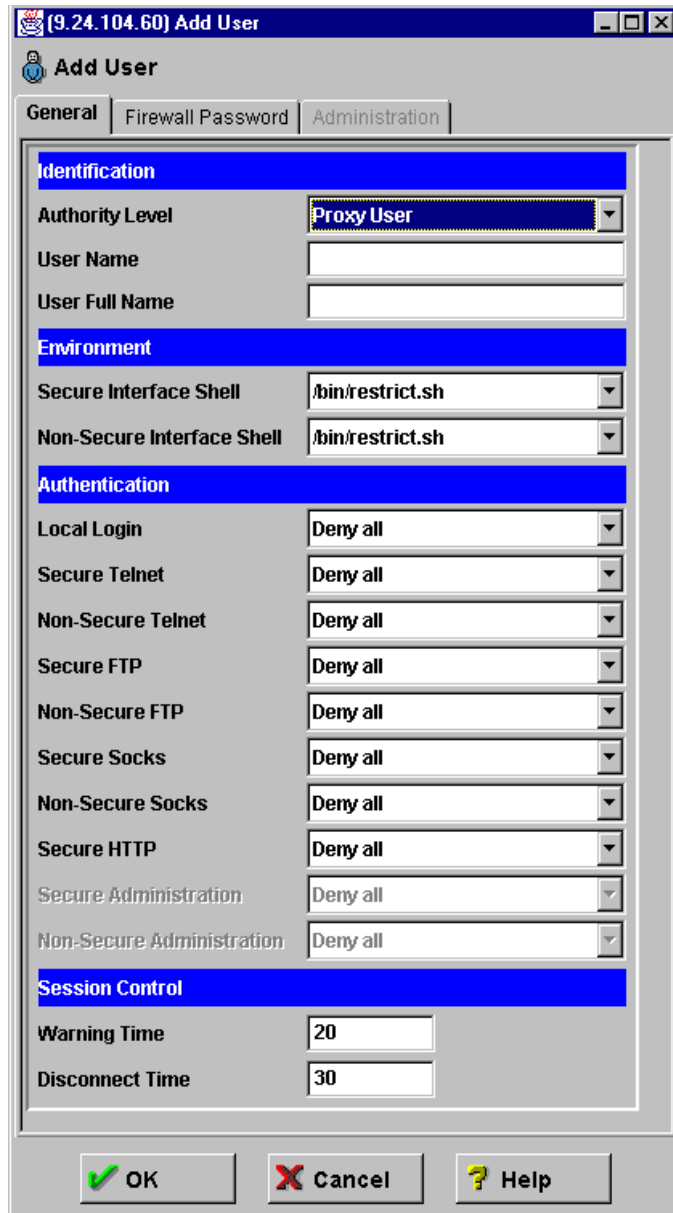 (9.24.104.60) Add User
Add User
General Firewall Password Administration
Identification
Authority Level Proxy User
User Name
User Full Name
Environment
Secure Interface Shell /bin/restrict.sh
Non-Secure Interface Shell /bin/restrict.sh
Authentication
Local Login Deny all
Secure Telnet Deny all
Non-Secure Telnet Deny all
Secure FTP Deny all
Non-Secure FTP Deny all
Secure Socks Deny all
Non-Secure Socks Deny all
Secure HTTP Deny all
Secure Administration Deny all
Non-Secure Administration Deny all
Session Control
Warning Time 20
Disconnect Time 30
OK Cancel ? Help